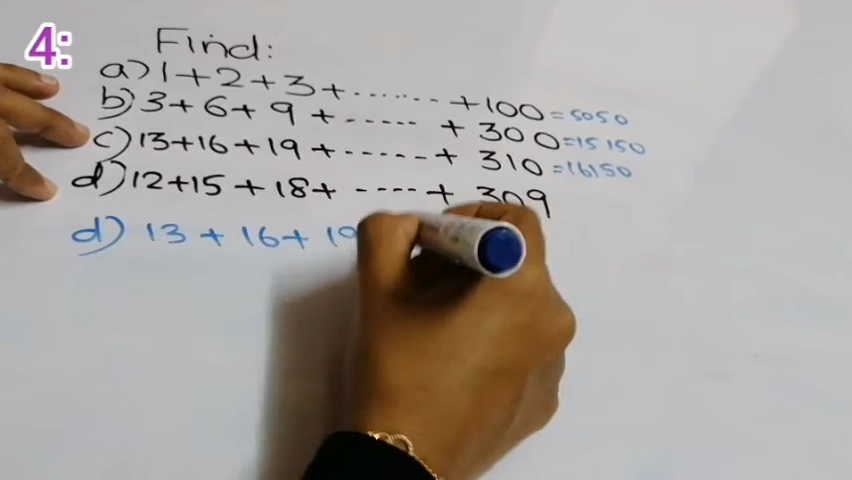 4:
Find:
a) 1+2+3+.......+100=5050
b) 3+6+9+......+300=15150
c) 13+16+19+......+310=16150
d) 12+15+18+....+309
d) 13+16+19